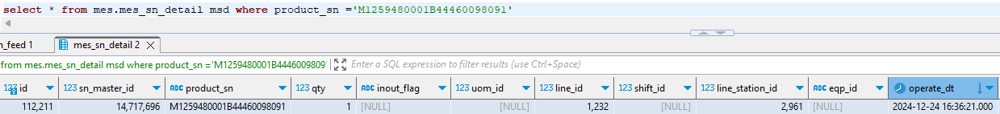 select * from mes.mes_sn_detail msd where product_sn ='M1259480001B44460098091'
n_feed 1 mes_sn_detail 2
from mes.mes_sn_detail msd where product_sn ='M1259480001B4446009809 Enter a SQL expression to filter results (use Ctrl+Space)
123 id 123 sn_master_id ABC product_sn 123 qty ABC inout_flag 123 uom_id 123 line_id 123 shift_id 123 line_station_id ABC eqp_id operate_dt
112,211 14,717,696 M1259480001B44460098091 1 [NULL] [NULL] 1,232 [NULL] 2,961 [NULL] 2024-12-24 16:36:21.000